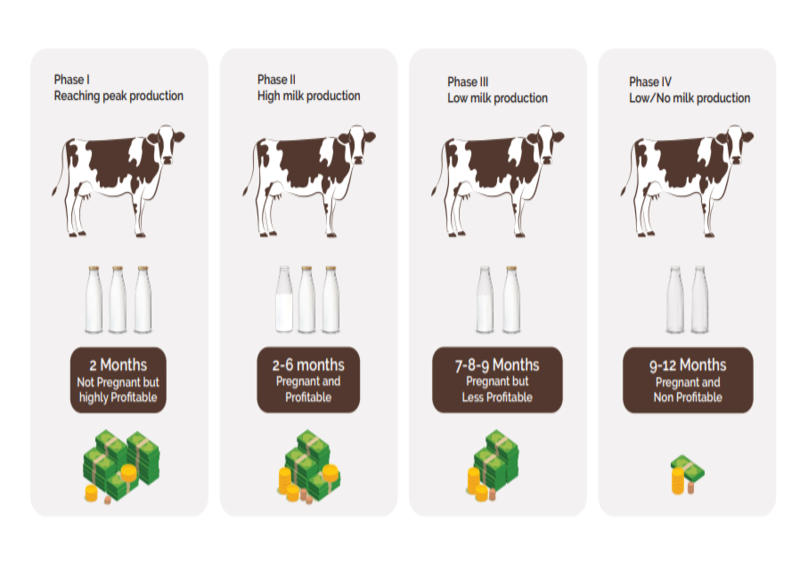 Phase I
Reaching peak production
2 Months
Not Pregnant but
highly Profitable
Phase II
High milk production
2-6 months
Pregnant and
Profitable
Phase III
Low milk production
7-8-9 Months
Pregnant but
Less Profitable
Phase IV
Low/No milk production
9-12 Months
Pregnant and
Non Profitable